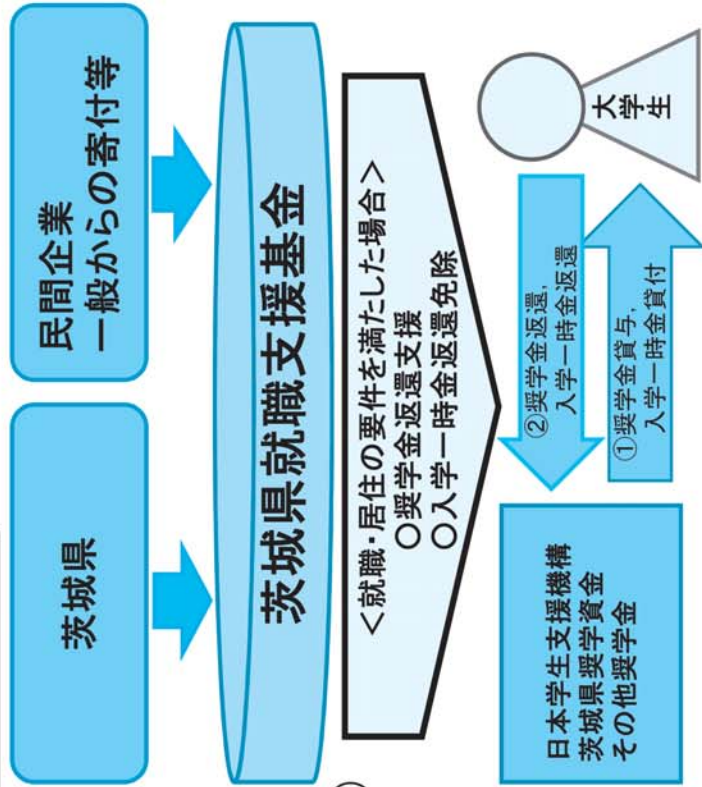 茨城県
民間企業
一般からの寄付等
茨城県就職支援基金
＜就職・居住の要件を満たした場合＞
○奨学金返還支援
○入学一時金返還免除
日本学生支援機構
茨城県奨学資金
その他奨学金
②奨学金返還,
入学一時金返還
①奨学金貸与,
入学一時金貸付
大学生